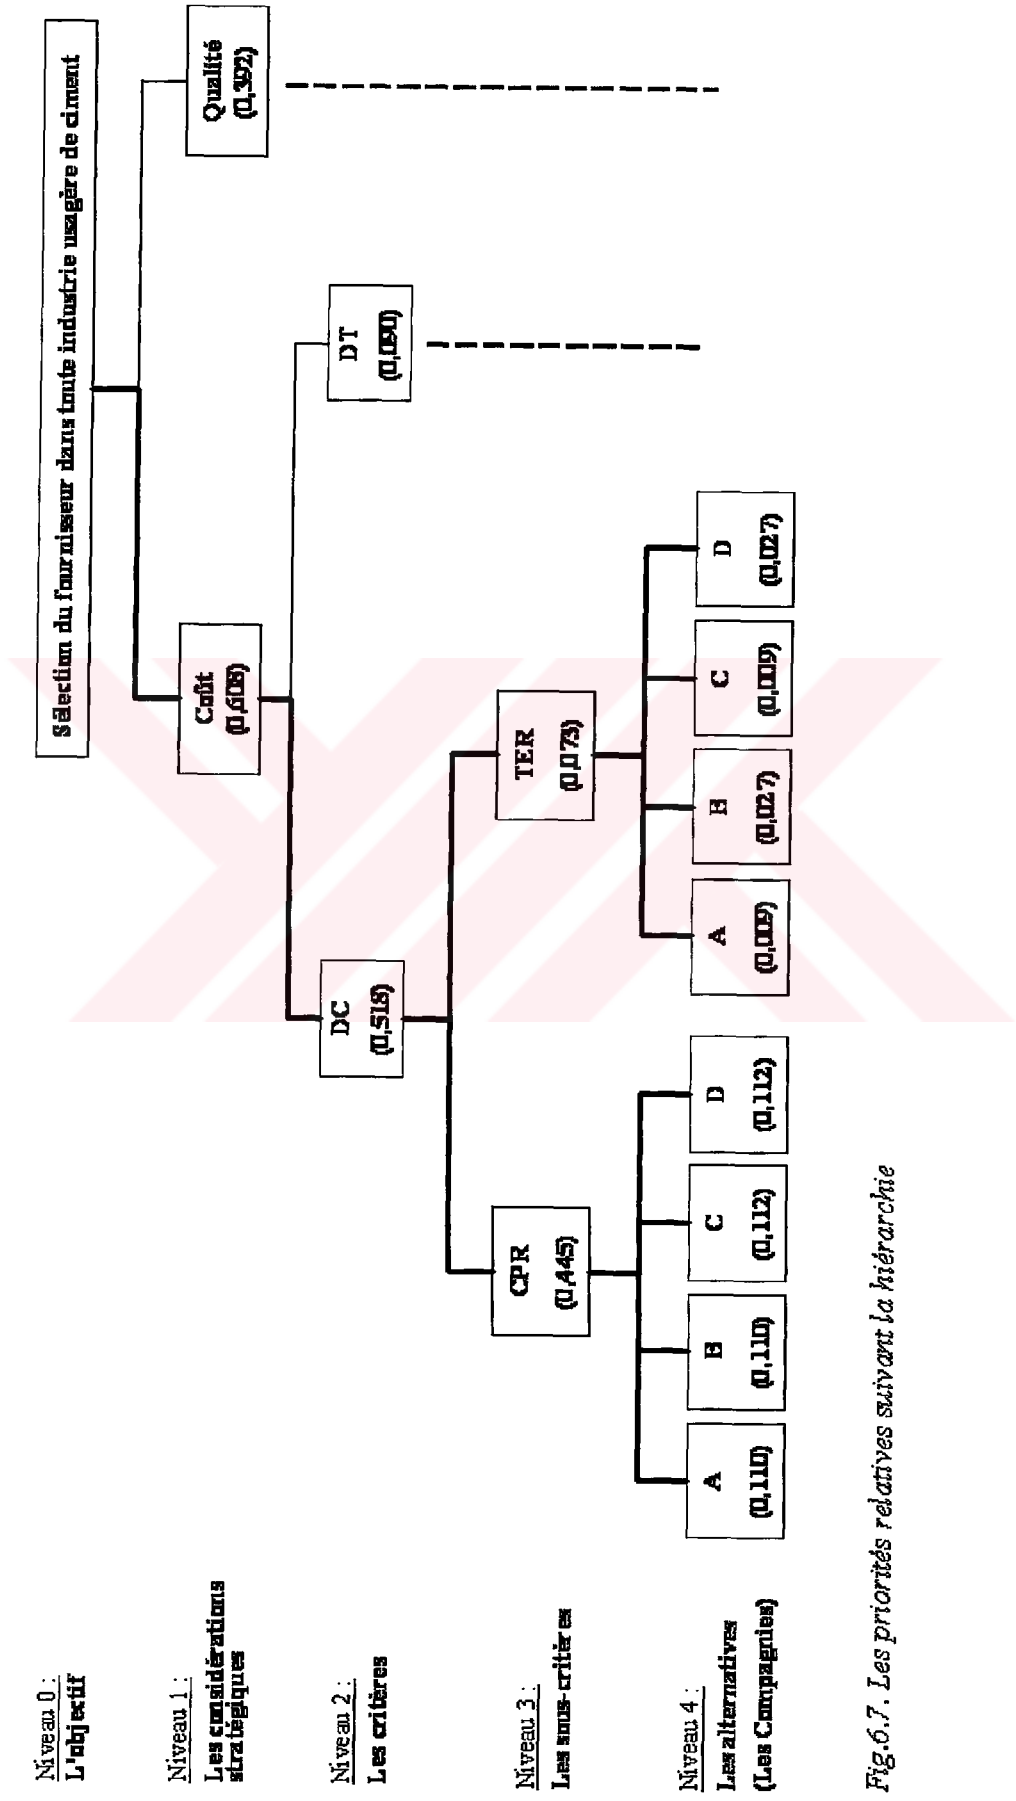 Sélection du fournisseur dans toute industrie usagère de ciment
Niveau 0 :
L'objectif
Niveau 1 :
Les considérations
stratégiques
Coût
(0,608)
Qualité
(0,392)
Niveau 2 :
Les critères
DC
(0,518)
DT
(0,090)
Niveau 3 :
Les sous-critères
CPR
(0,445)
TER
(0,073)
Niveau 4 :
Les alternatives
(Les Compagnies)
A
(0,110)
B
(0,110)
C
(0,112)
D
(0,112)
A
(0,009)
B
(0,027)
C
(0,009)
D
(0,027)
Fig.6.7. Les priorités relatives suivant la hiérarchie